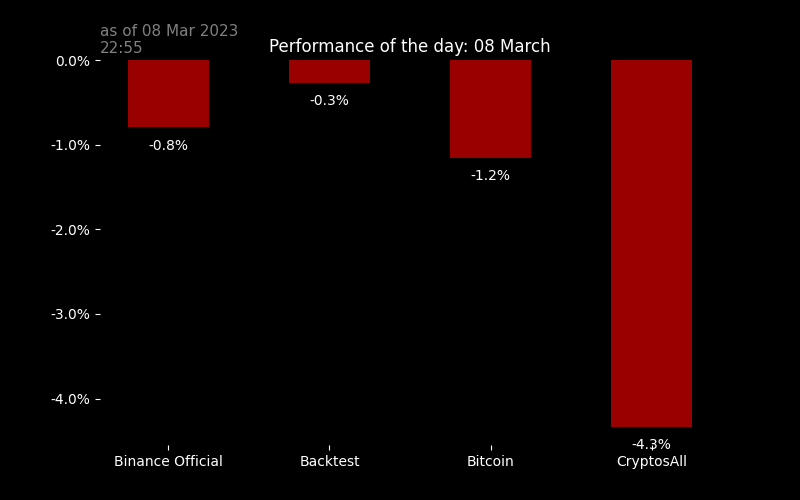 as of 08 Mar 2023
22:55
Performance of the day: 08 March
0.0%
-1.0%
-2.0%
-3.0%
-4.0%
-0.8%
-0.3%
-1.2%
-4.3%
Binance Official
Backtest
Bitcoin
CryptosAll